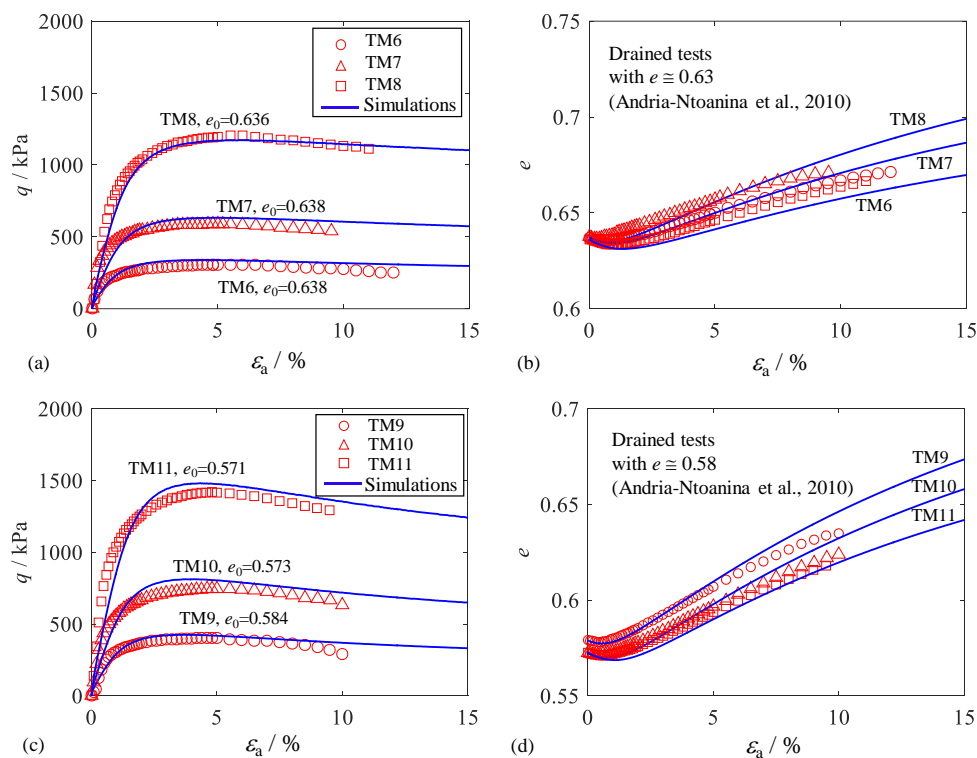 2000
1500
1000
500
0
q / kPa
TM6
TM7
TM8
Simulations
TM8, e0=0.636
TM7, e0=0.638
TM6, e0=0.638
0 5 10 15
εa / %
(a)
0.75
0.7
0.65
0.6
e
Drained tests
with e ≅ 0.63
(Andria-Ntoanina et al., 2010)
TM8
TM7
TM6
0 5 10 15
εa / %
(b)
2000
1500
1000
500
0
q / kPa
TM9
TM10
TM11
Simulations
TM11, e0=0.571
TM10, e0=0.573
TM9, e0=0.584
0 5 10 15
εa / %
(c)
0.7
0.65
0.6
0.55
e
Drained tests
with e ≅ 0.58
(Andria-Ntoanina et al., 2010)
TM9
TM10
TM11
0 5 10 15
εa / %
(d)